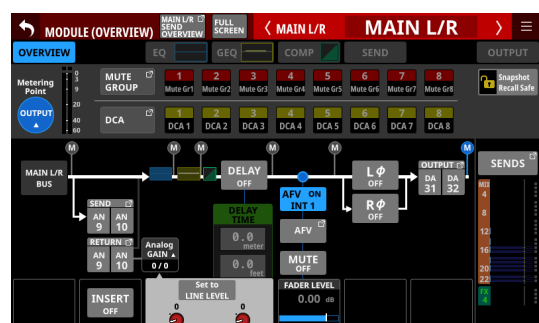 MODULE (OVERVIEW)
MAIN L/R
SEND
OVERVIEW
FULL
SCREEN
MAIN L/R
MAIN L/R
OVERVIEW
EQ
GEQ
COMP
SEND
OUTPUT
Metering
Point
OUTPUT
0
3
9
20
40
60
MUTE
GROUP
1
Mute Gr1
2
Mute Gr2
3
Mute Gr3
4
Mute Gr4
5
Mute Gr5
6
Mute Gr6
7
Mute Gr7
8
Mute Gr8
Snapshot
Recall Safe
DCA
1
DCA 1
2
DCA 2
3
DCA 3
4
DCA 4
5
DCA 5
6
DCA 6
7
DCA 7
8
DCA 8
M
M
M
M
M
MAIN L/R
BUS
DELAY
OFF
LΦ
OFF
RΦ
OFF
OUTPUT
DA
31
DA
32
SENDS
MIX
4
8
12
16
20
22
FX
4
AFV ON
INT 1
SEND
AN
9
AN
10
DELAY
TIME
0.0
meter
0.0
feet
AFV
RETURN
AN
9
AN
10
Analog
GAIN
0 / 0
MUTE
OFF
INSERT
OFF
Set to
LINE LEVEL
0
0
FADER LEVEL
0.00 dB